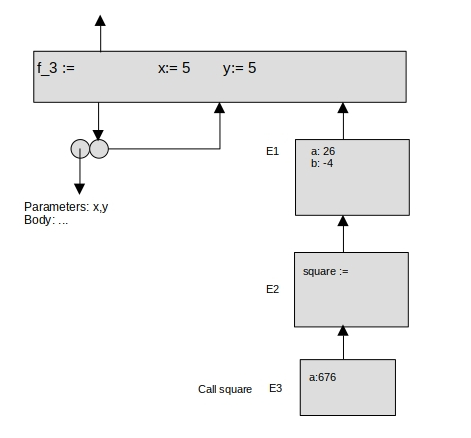 f_3 := x:= 5 y:= 5
E1
a: 26
b: -4
Parameters: x,y
Body: ...
square :=
E2
a:676
Call square E3